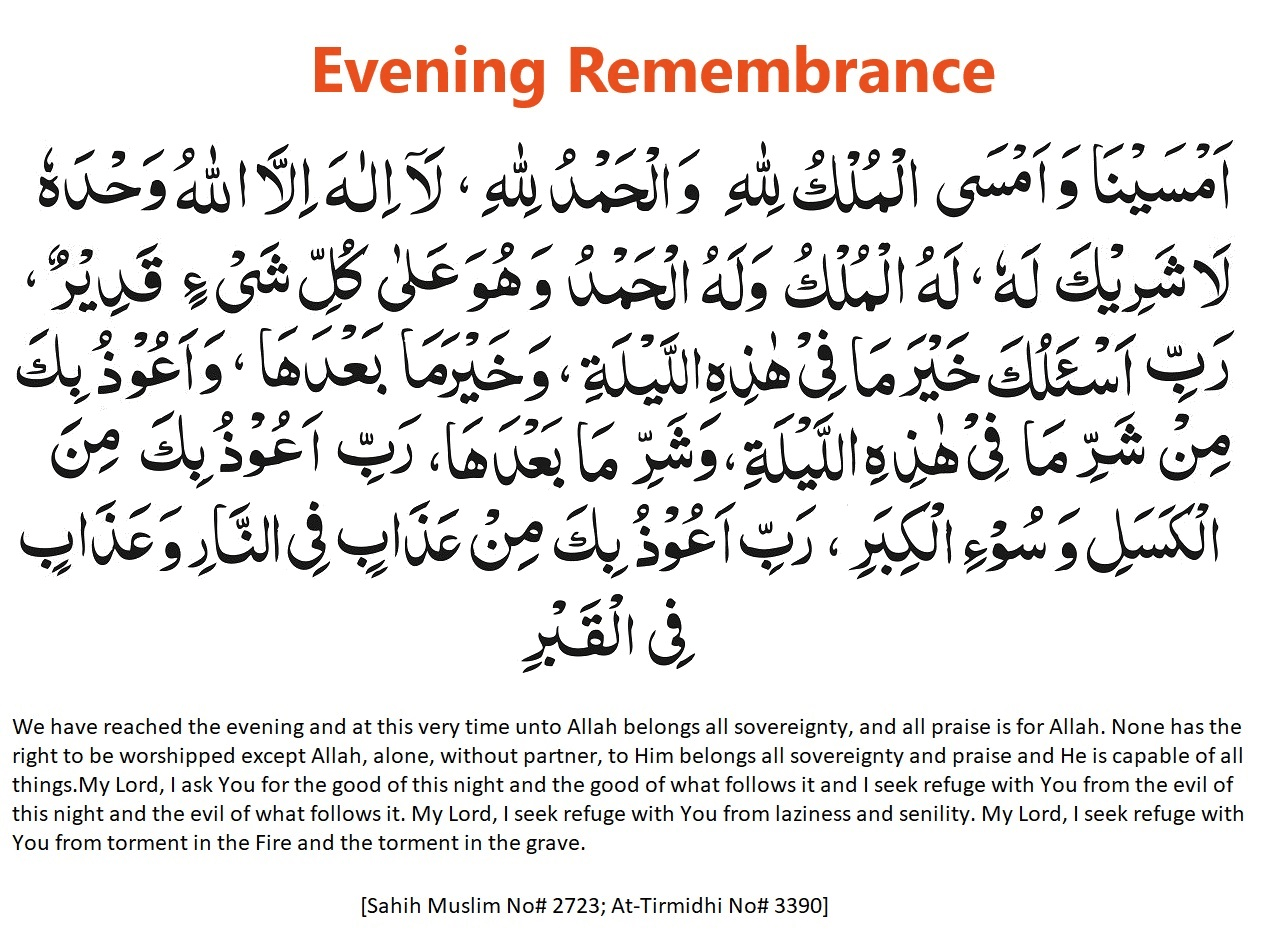 Evening Remembrance
اَمْسَيْنَا وَ اَمْسَى الْمُلْكُ لِلّٰهِ وَالْحَمْدُ لِلّٰهِ ، لَآ اِلٰهَ اِلَّا اللّٰهُ وَحْدَهٗ
لَا شَرِيْكَ لَهٗ ، لَهُ الْمُلْكُ وَلَهُ الْحَمْدُ وَ هُوَ عَلٰى كُلِّ شَىْءٍ قَدِيْرٌ ،
رَبِّ اَسْئَلُكَ خَيْرَ مَا فِىْ هٰذِهِ اللَّيْلَةِ ، وَ خَيْرَ مَا بَعْدَهَا ، وَ اَعُوْذُ بِكَ
مِنْ شَرِّ مَا فِىْ هٰذِهِ اللَّيْلَةِ ، وَشَرِّ مَا بَعْدَهَا ، رَبِّ اَعُوْذُ بِكَ مِنَ
الْكَسَلِ وَ سُوْءِ الْكِبَرِ ، رَبِّ اَعُوْذُ بِكَ مِنْ عَذَابٍ فِى النَّارِ وَ عَذَابٍ
فِى الْقَبْرِ
We have reached the evening and at this very time unto Allah belongs all sovereignty, and all praise is for Allah. None has the
right to be worshipped except Allah, alone, without partner, to Him belongs all sovereignty and praise and He is capable of all
things.My Lord, I ask You for the good of this night and the good of what follows it and I seek refuge with You from the evil of
this night and the evil of what follows it. My Lord, I seek refuge with You from laziness and senility. My Lord, I seek refuge with
You from torment in the Fire and the torment in the grave.
[Sahih Muslim No# 2723; At-Tirmidhi No# 3390]